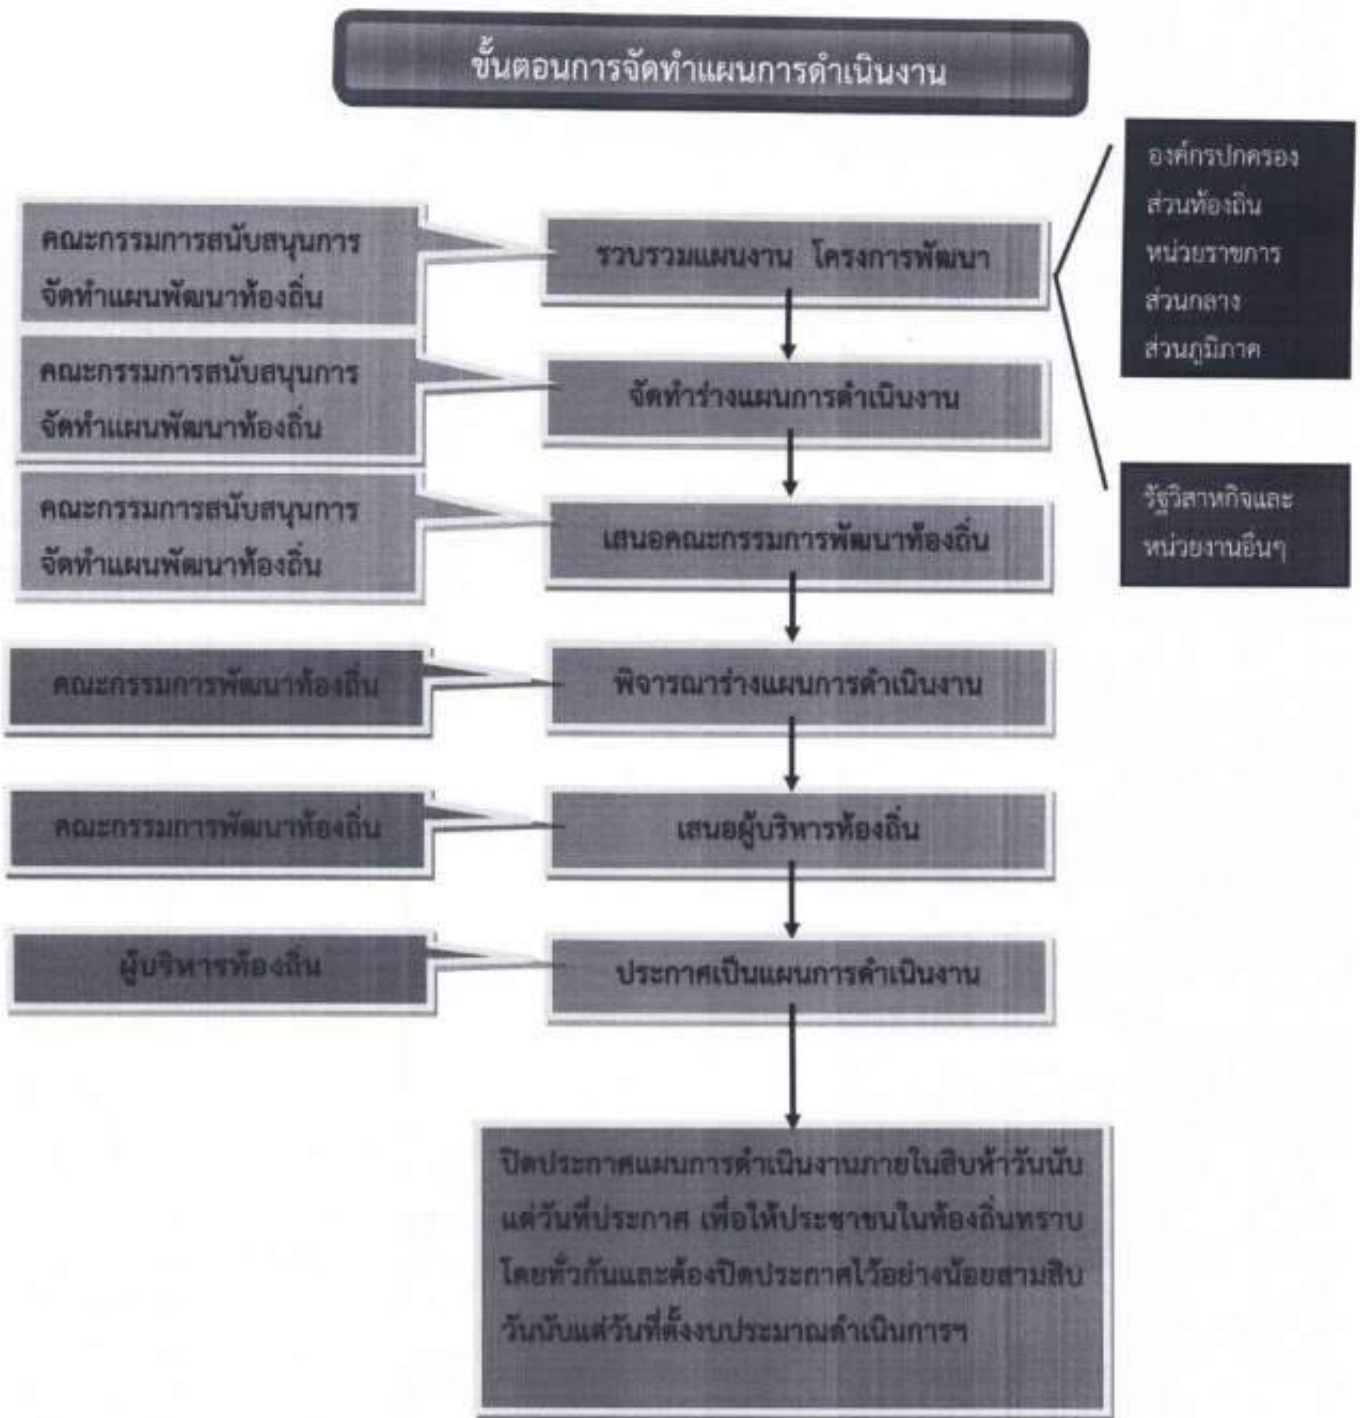 ขั้นตอนการจัดทำแผนการดำเนินงาน
องค์กรปกครอง
ส่วนท้องถิ่น
หน่วยราชการ
ส่วนกลาง
ส่วนภูมิภาค
รัฐวิสาหกิจและ
หน่วยงานอื่นๆ
คณะกรรมการสนับสนุนการ
จัดทำแผนพัฒนาท้องถิ่น
รวบรวมแผนงาน โครงการพัฒนา
คณะกรรมการสนับสนุนการ
จัดทำแผนพัฒนาท้องถิ่น
จัดทำร่างแผนการดำเนินงาน
คณะกรรมการสนับสนุนการ
จัดทำแผนพัฒนาท้องถิ่น
เสนอคณะกรรมการพัฒนาท้องถิ่น
คณะกรรมการพัฒนาท้องถิ่น
พิจารณาร่างแผนการดำเนินงาน
คณะกรรมการพัฒนาท้องถิ่น
เสนอผู้บริหารท้องถิ่น
ผู้บริหารท้องถิ่น
ประกาศเป็นแผนการดำเนินงาน
ปิดประกาศแผนการดำเนินงานภายในสิบห้าวันนับ
แต่วันที่ประกาศ เพื่อให้ประชาชนในท้องถิ่นทราบ
โดยทั่วกันและต้องปิดประกาศไว้อย่างน้อยสามสิบ
วันนับแต่วันที่ตั้งงบประมาณดำเนินการฯ